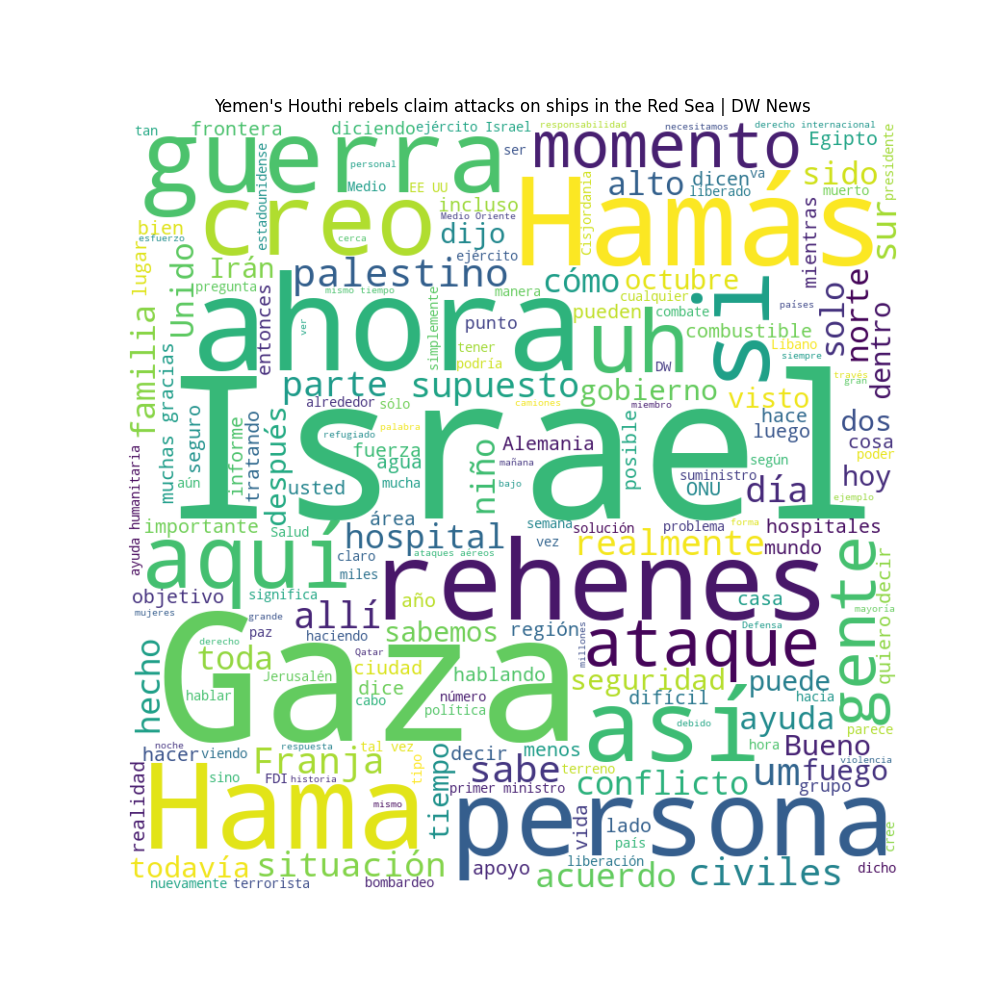 Yemen's Houthi rebels claim attacks on ships in the Red Sea | DW News
tan
frontera
diciendo
ejército Israel
responsabilidad
necesitamos
derecho internacional
guerra
estadounidense
personal
ser
momento
Egipto
presidente
Medio
EE UU
alto
dicen
va
liberado
sido
muerto
creo
incluso
Medio Oriente
Hamás
cisjordania
bien
esfuerzo
cerca
dijo
ejército
mientras
sur
lugar
Unido
Irán
pregunta
entonces
palestino
mismo tiempo
manera
cómo
octubre
cualquier
si
países
solo
norte
familia
ahora
ver
simplemente
punto
uh
pueden
combate
combustible
Líbano
siempre
dentro
tener
podría
DW
muchas gracias
parte
supuesto
gobierno
visto
través
gran
alrededor
sólo
camiones
miembro
hace
luego
dos
cosa
poder
seguro
informe
tratando
después
refugiado
palabra
Israel
fuerza
agua
mucha
niño
Alemania
mañana
bajo
posible
según
suministro
ONU
día
hoy
ejemplo
ayuda humanitaria
aún
usted
importante
Salud
área
hospital
semana
vez
solución
problema
forma
hospitales
aquí
claro
ataques aéreos
realmente
mundo
gente
decir
miles
rehenes
objetivo
significa
mujeres
grande
allí
año
casa
mayoría
quiero
paz
haciendo
sabemos
región
millones
ataque
Defensa
hecho
derecho
toda
Gaza
Qatar
Jerusalén
ciudad
hablando
seguridad
puede
hablar
dice
cabo
número
política
difícil
hacia
así
debido
ayuda
parece
noche
hacer
viendo
respuesta
tal vez
tiempo
decir
menos
hora
Bueno
violencia
Franja
tipo
sabe
terreno
um
fuego
sino
FDI
historia
conflicto
grupo
realidad
Hama
mismo
primer ministro
persona
vida
lado
país
cree
todavía
situación
apoyo
liberación
acuerdo
civiles
dicho
nuevamente
terrorista
bombardeo